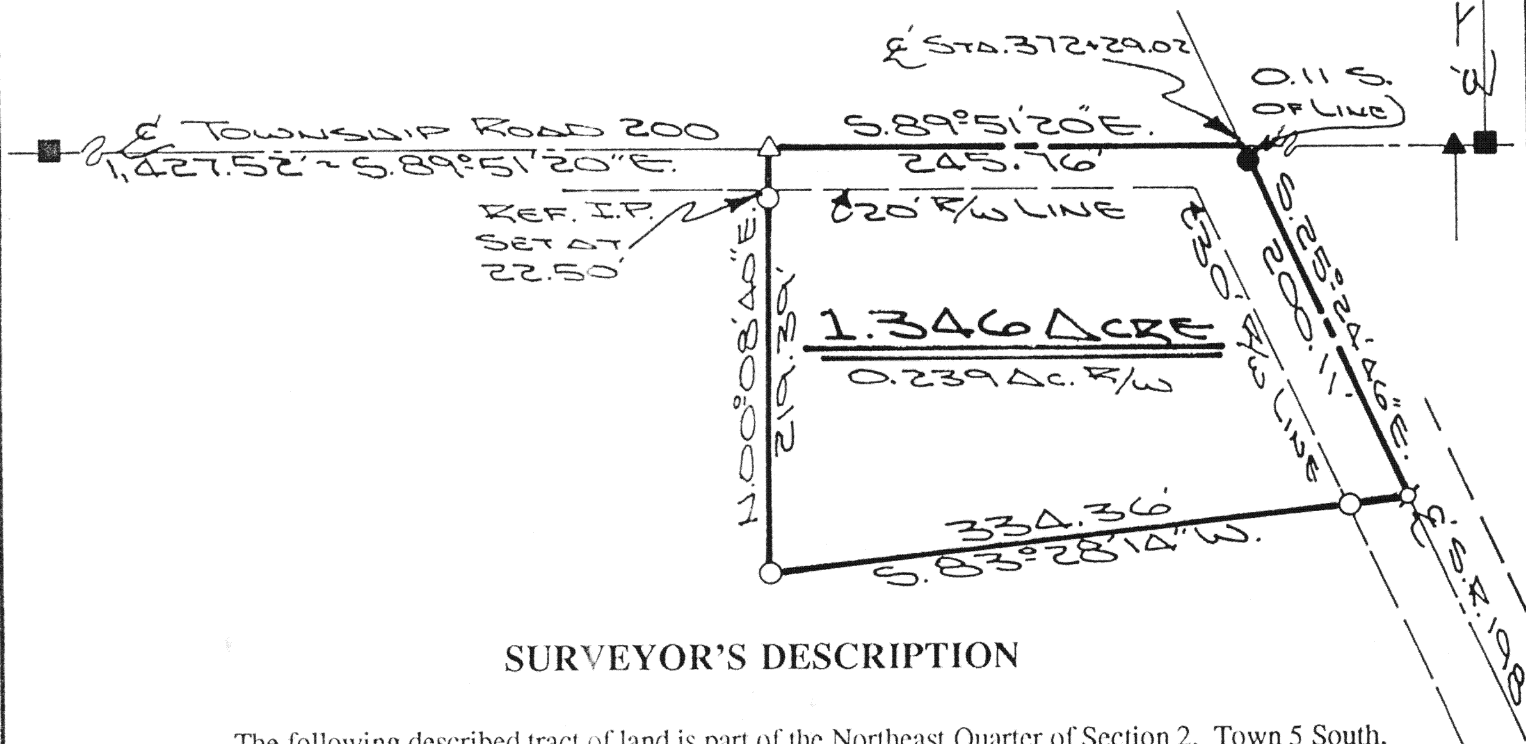 ₵ STA. 372+29.02
0.11 S.
OF LINE
₵ TOWNSHIP ROAD 200
1,427.52' ~ S.89°51'20"E.
S.89°51'20"E.
245.76'
REF. I.P.
SET AT
22.50'
20' R/W LINE
30' R/W LINE
S.25°24'46"E.
200.11'
N.00°08'40"E.
219.39'
1.346 ACRE
0.239 AC. R/W
334.36'
S.83°28'14"W.
₵ S.R. 198
SURVEYOR'S DESCRIPTION
The following described tract of land is part of the Northeast Quarter of Section 2, Town 5 South,